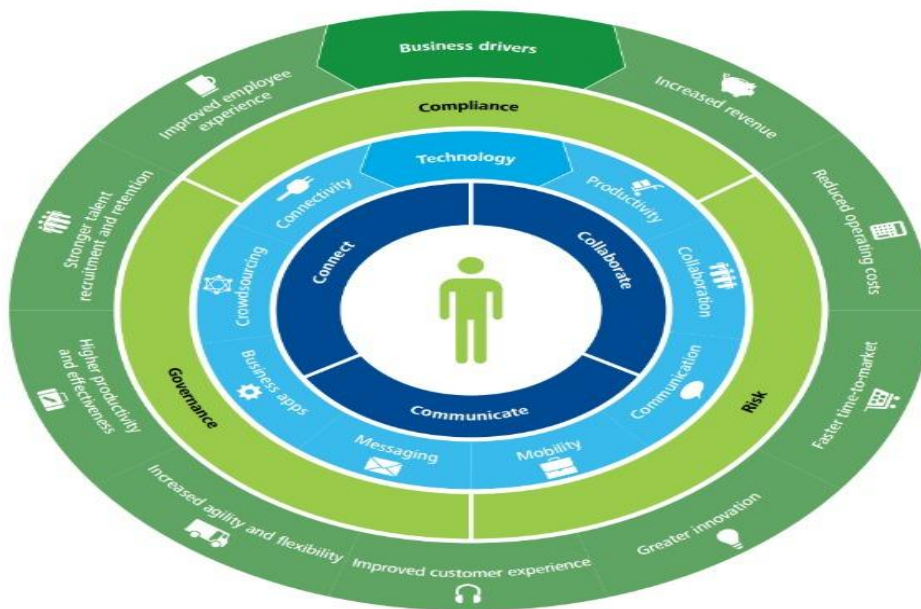 Business drivers
Increased revenue
Reduced operating costs
Faster time-to-market
Greater innovation
Improved customer experience
Increased agility and flexibility
Higher productivity
and effectiveness
Stronger talent
recruitment and retention
Improved employee
experience
Compliance
Risk
Governance
Technology
Productivity
Collaboration
Communication
Mobility
Messaging
Business apps
Crowdsourcing
Connectivity
Connect
Collaborate
Communicate